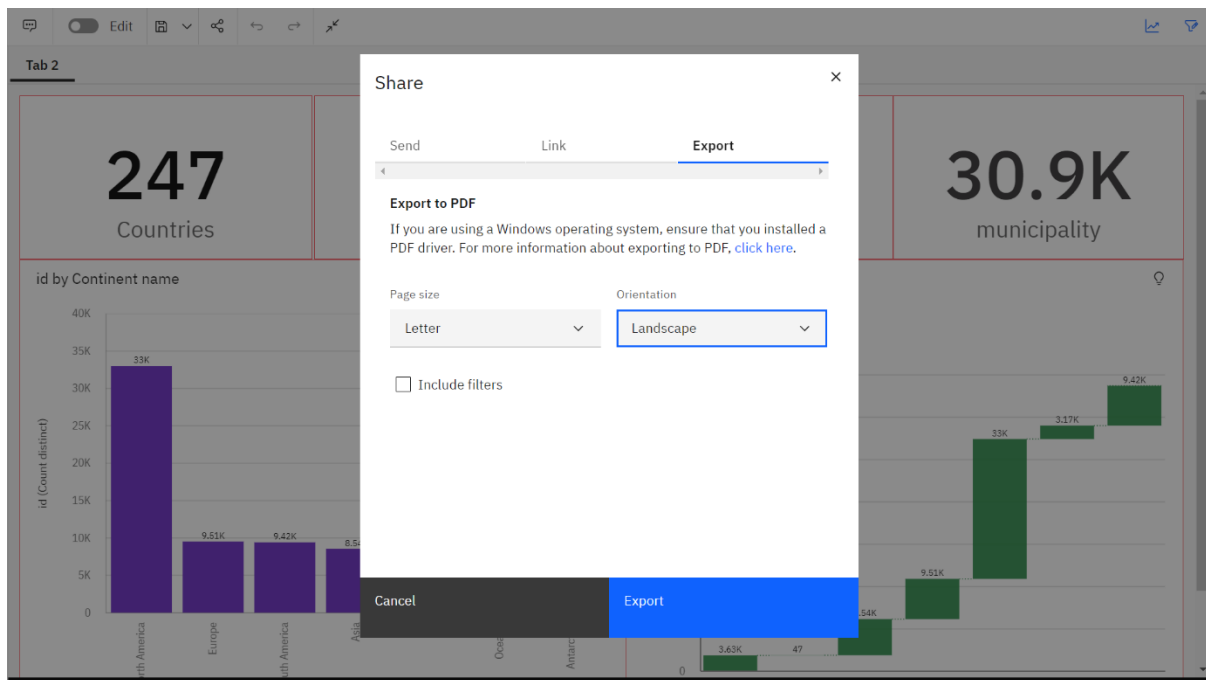 Edit
Tab 2
247
Countries
30.9K
municipality
id by Continent name
id (Count distinct)
40K
35K
30K
25K
20K
15K
10K
5K
0
33K
9.51K
9.42K
Asia
Europe
Share
Send
Link
Export
Export to PDF
If you are using a Windows operating system, ensure that you installed a
PDF driver. For more information about exporting to PDF, click here.
Page size
Orientation
Letter
Landscape
Include filters
Cancel
Export
0
3.63K
47
9.51K
33K
3.17K
9.42K